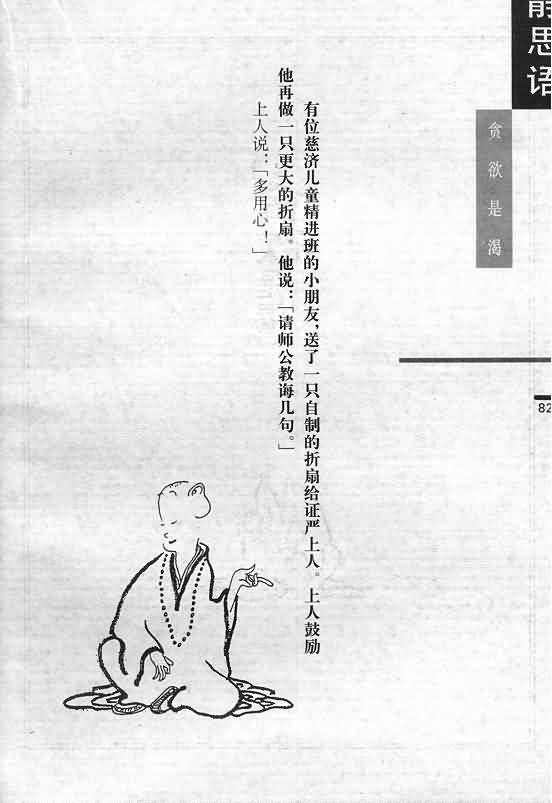 静思语
贪欲是渴
82
有位慈济儿童精进班的小朋友，送了一只自制的折扇给证严上人。上人鼓励
他再做一只更大的折扇。他说：「请师公教诲几句。」
上人说：「多用心！」